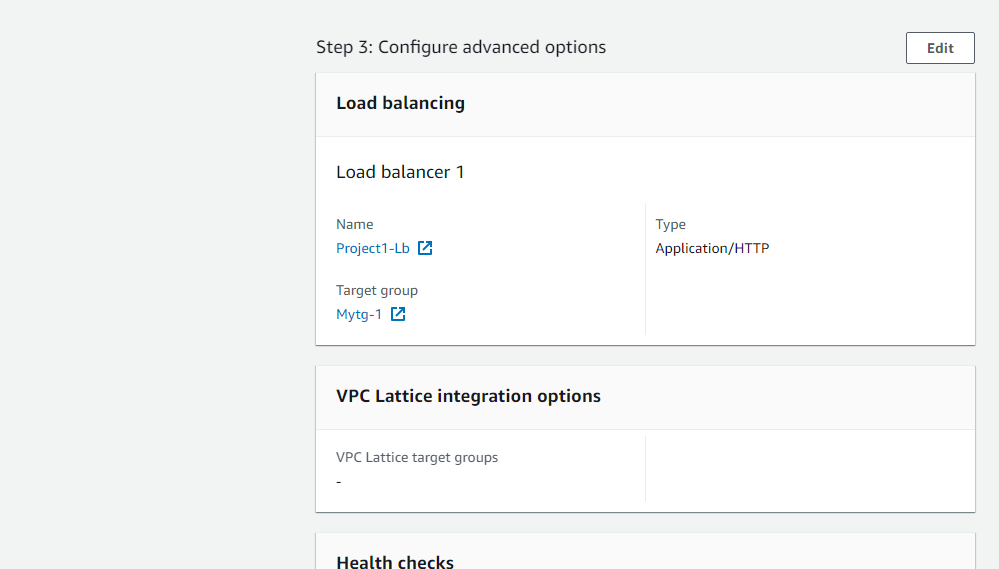 Step 3: Configure advanced options
Edit
Load balancing
Load balancer 1
Name
Project1-Lb
Type
Application/HTTP
Target group
Mytg-1
VPC Lattice integration options
VPC Lattice target groups
-
Health checks